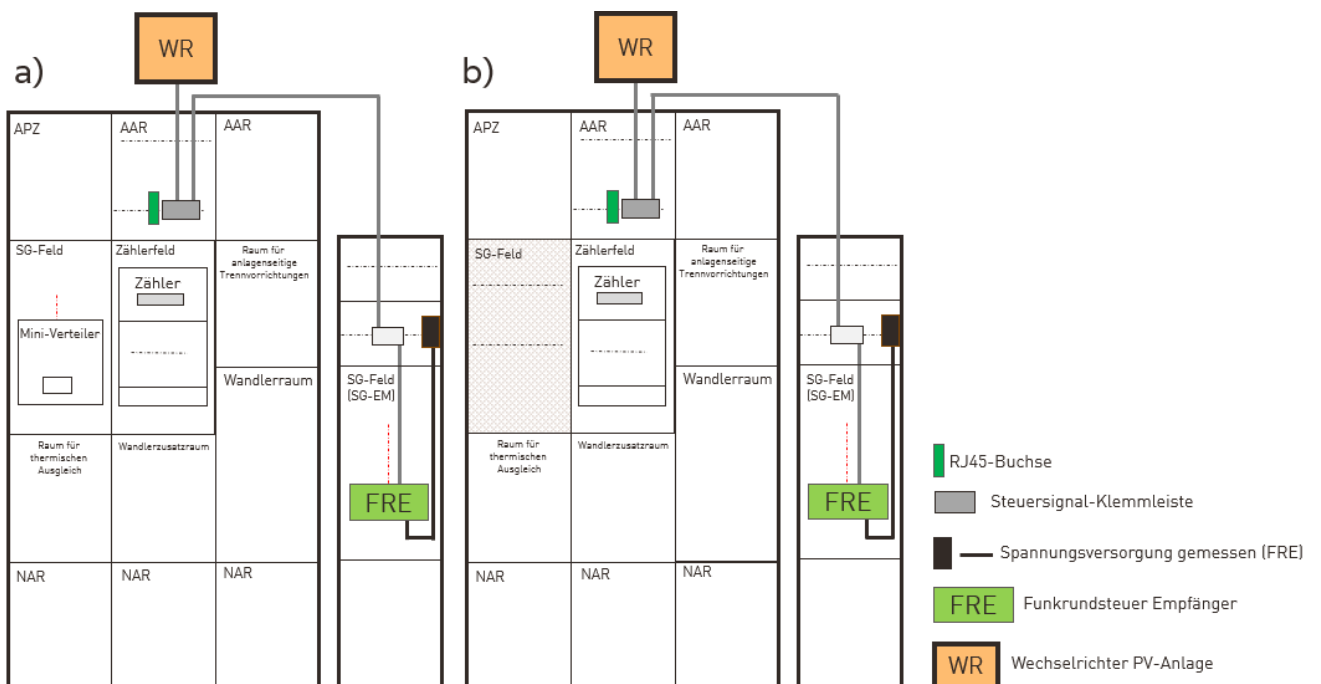 a)
WR
APZ
AAR
AAR
SG-Feld
Zählerfeld
Raum für
anlagenseitige
Trennvorrichtungen
Zähler
Mini-Verteiler
Wandlerraum
SG-Feld
(SG-EM)
Raum für
thermischen
Ausgleich
Wandlerzusatzraum
FRE
NAR
NAR
NAR
b)
WR
APZ
AAR
AAR
SG-Feld
Zählerfeld
Raum für
anlagenseitige
Trennvorrichtungen
Zähler
Wandlerraum
SG-Feld
(SG-EM)
Raum für
thermischen
Ausgleich
Wandlerzusatzraum
FRE
NAR
NAR
NAR
RJ45-Buchse
Steuersignal-Klemmleiste
Spannungsversorgung gemessen (FRE)
FRE Funkrundsteuer Empfänger
WR Wechselrichter PV-Anlage